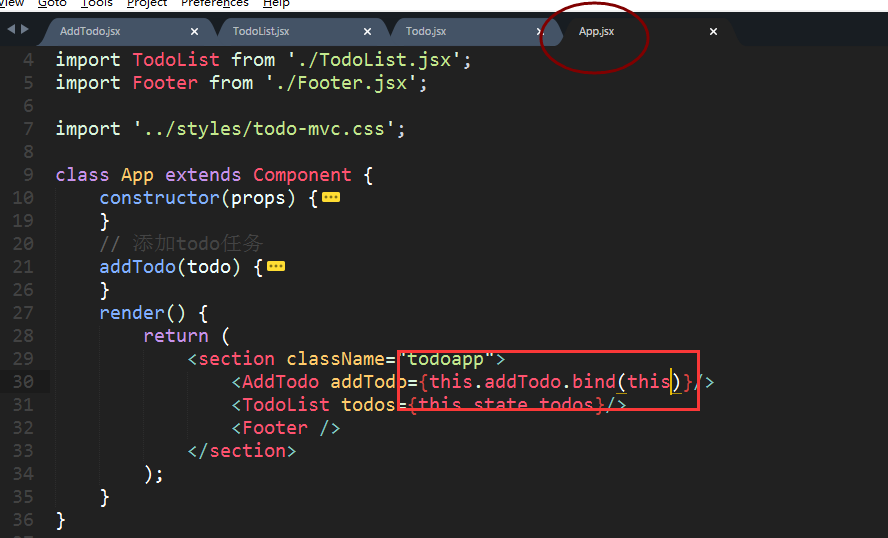 View Goto Tools Project Preferences Help
AddTodo.jsx × TodoList.jsx × Todo.jsx × App.jsx ×
4 import TodoList from './TodoList.jsx';
5 import Footer from './Footer.jsx';
6
7 import '../styles/todo-mvc.css';
8
9 class App extends Component {
10 constructor(props) {
19 }
20 // 添加todo任务
21 addTodo(todo) {
26 }
27 render() {
28 return (
29 <section className="todoapp">
30 <AddTodo addTodo={this.addTodo.bind(this)}/>
31 <TodoList todos={this.state.todos}/>
32 <Footer />
33 </section>
34 );
35 }
36 }